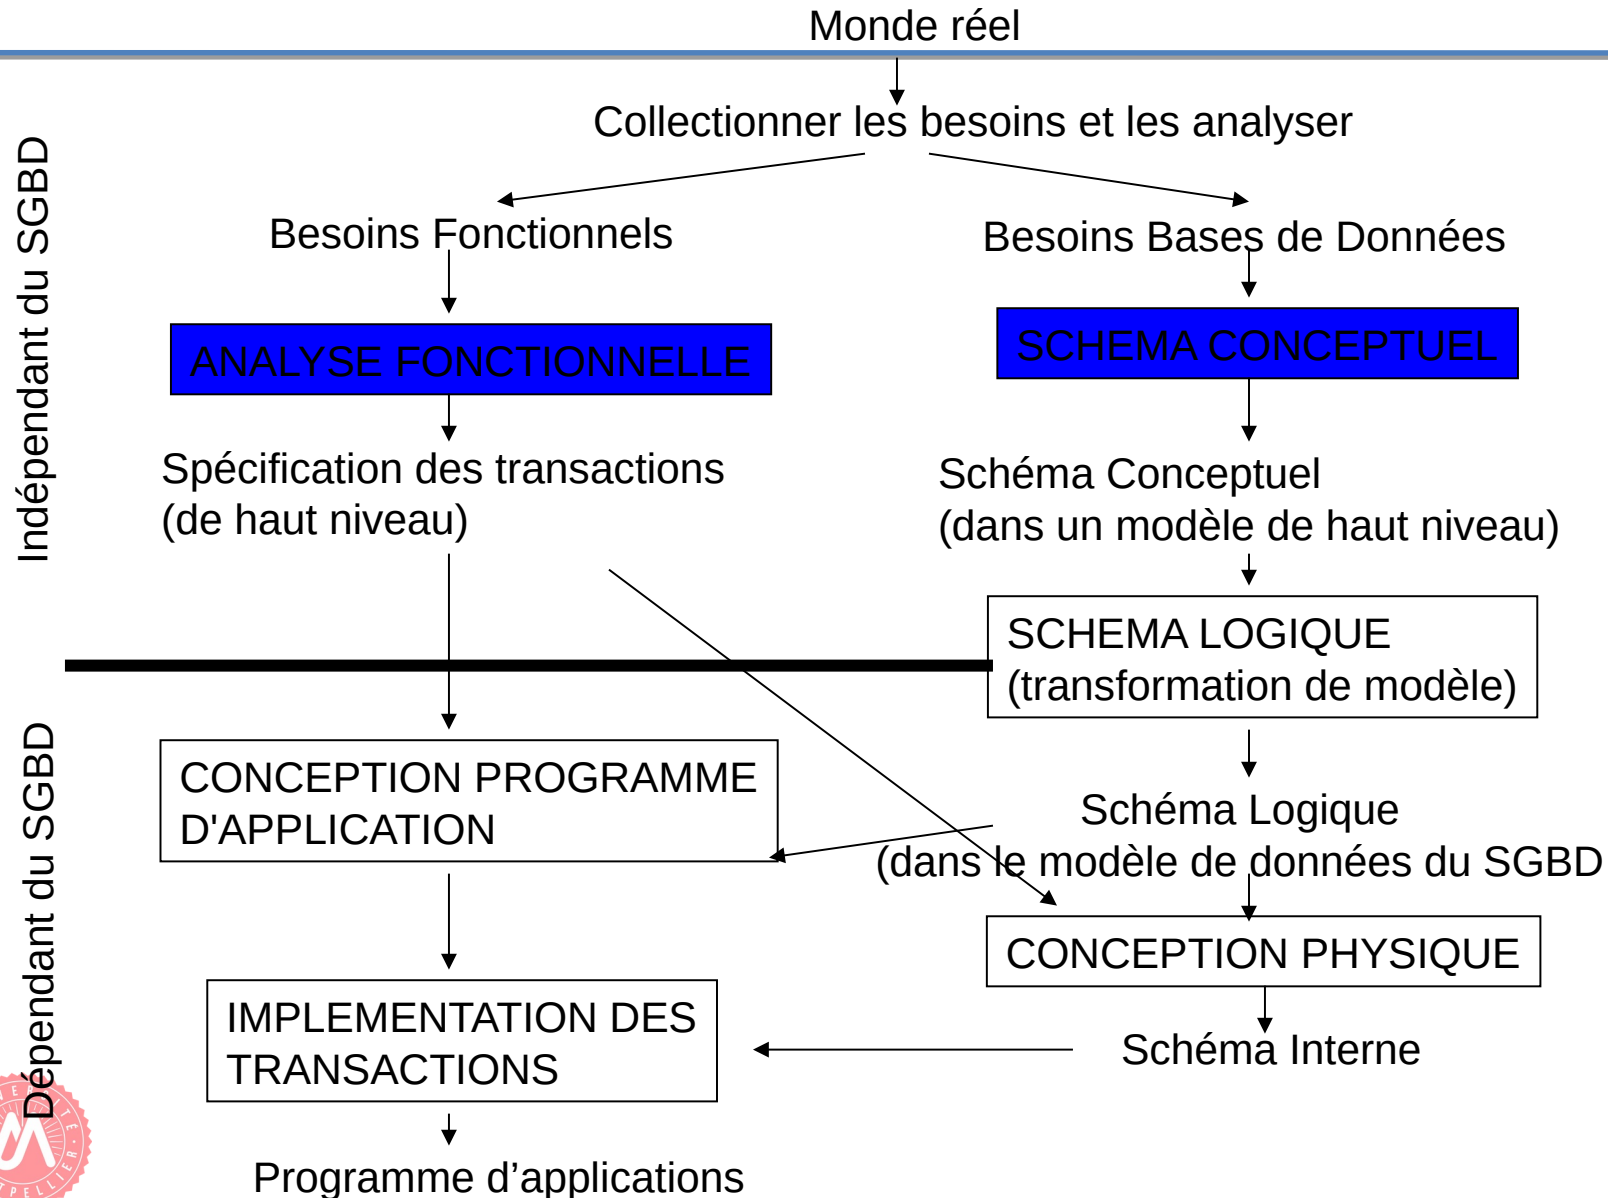 Monde réel
Collectionner les besoins et les analyser
Indépendant du SGBD
Besoins Fonctionnels
Besoins Bases de Données
ANALYSE FONCTIONNELLE
SCHEMA CONCEPTUEL
Spécification des transactions
(de haut niveau)
Schéma Conceptuel
(dans un modèle de haut niveau)
SCHEMA LOGIQUE
(transformation de modèle)
Dépendant du SGBD
CONCEPTION PROGRAMME
D'APPLICATION
Schéma Logique
(dans le modèle de données du SGBD
CONCEPTION PHYSIQUE
IMPLEMENTATION DES
TRANSACTIONS
Schéma Interne
Programme d’applications